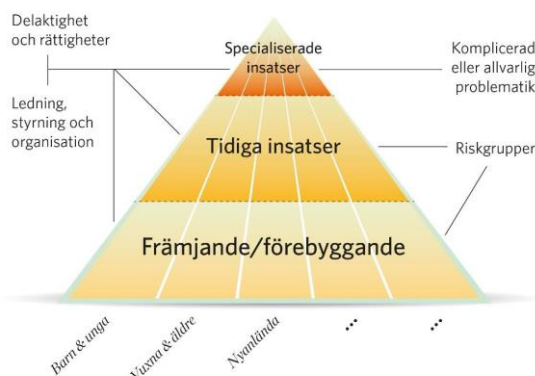 Delaktighet
och rättigheter
Ledning,
styrning och
organisation
Specialiserade
insatser
Komplicerad
eller allvarlig
problematik
Tidiga insatser
Riskgrupper
Främjande/förebyggande
Barn & unga
Vuxna & äldre
Nyanlända
...
...